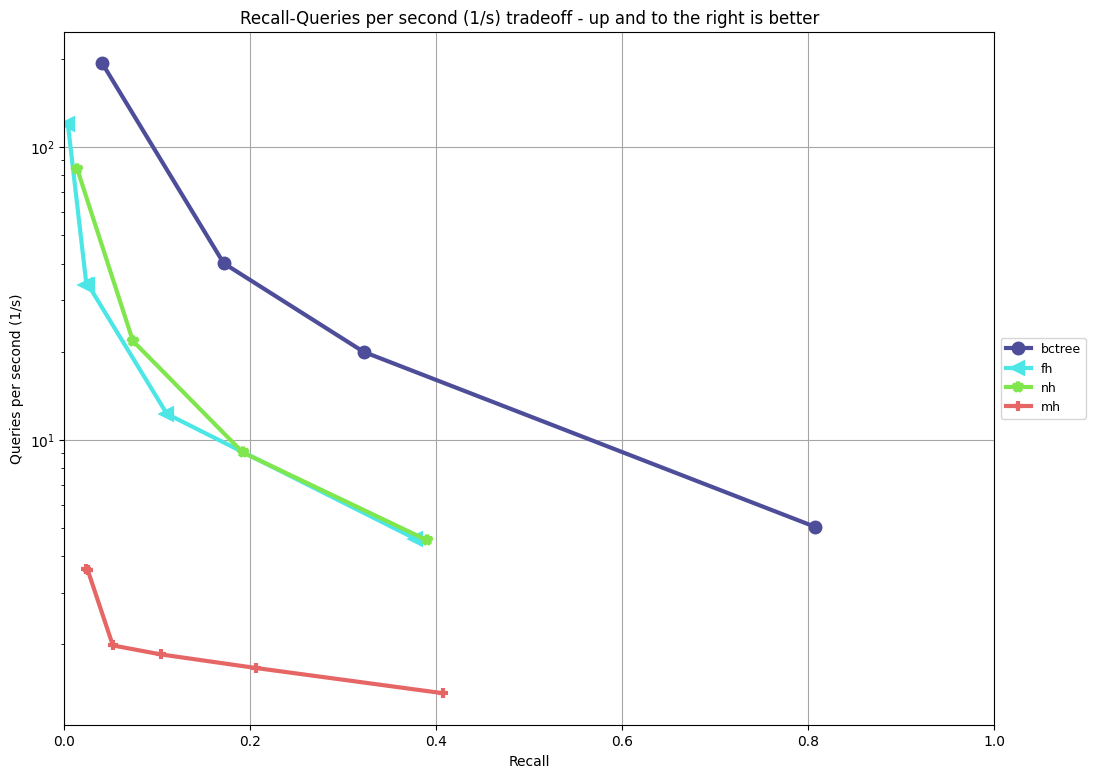 Recall-Queries per second (1/s) tradeoff - up and to the right is better
Queries per second (1/s)
10²
10¹
0.0 0.2 0.4 0.6 0.8 1.0
Recall
bctree
fh
nh
mh